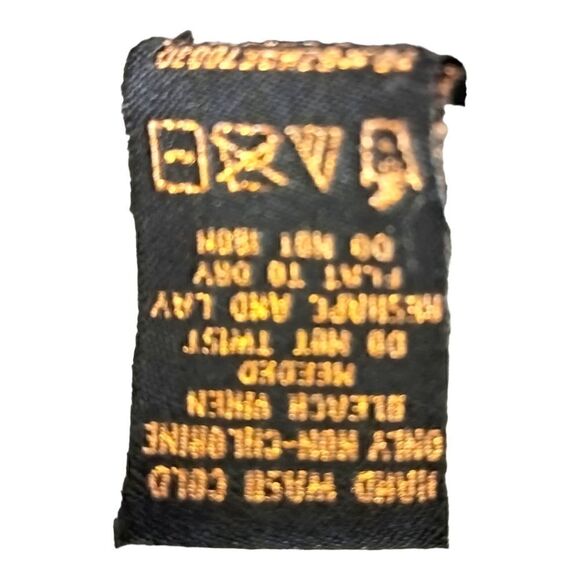 HAND WASH COLD
ONLY NON-CHLORINE
BLEACH WHEN
NEEDED
DO NOT TWIST
RESHAPE AND LAY
FLAT TO DRY
DO NOT IRON